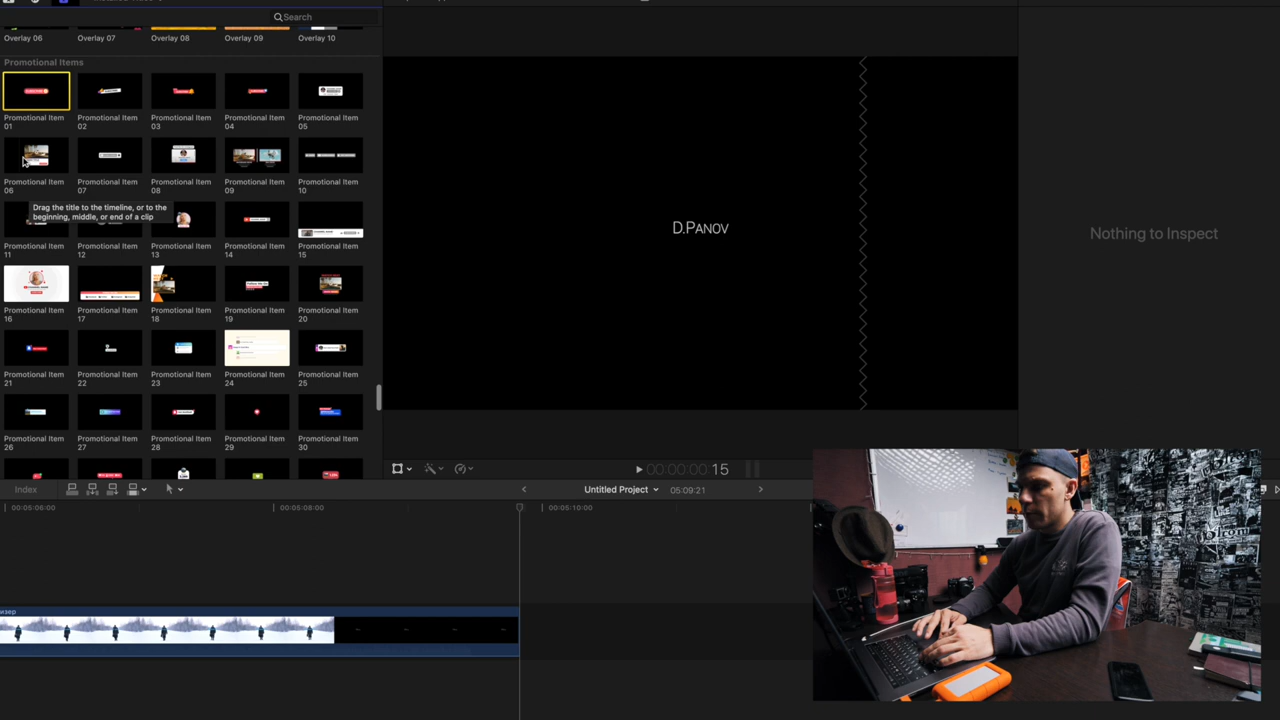 Search
Overlay 06
Overlay 07
Overlay 08
Overlay 09
Overlay 10
Promotional Items
Promotional Item 01
Promotional Item 02
Promotional Item 03
Promotional Item 04
Promotional Item 05
Promotional Item 06
Promotional Item 07
Promotional Item 08
Promotional Item 09
Promotional Item 10
Drag the title to the timeline, or to the
beginning, middle, or end of a clip
11
12
Promotional Item 13
Promotional Item 14
Promotional Item 15
Promotional Item 16
Promotional Item 17
Promotional Item 18
Promotional Item 19
Promotional Item 20
Promotional Item 21
Promotional Item 22
Promotional Item 23
Promotional Item 24
Promotional Item 25
Promotional Item 26
Promotional Item 27
Promotional Item 28
Promotional Item 29
Promotional Item 30
D.PANOV
Nothing to Inspect
00:00:00:15
Index
Untitled Project
05:09:21
00:05:06:00
00:05:08:00
00:05:10:00